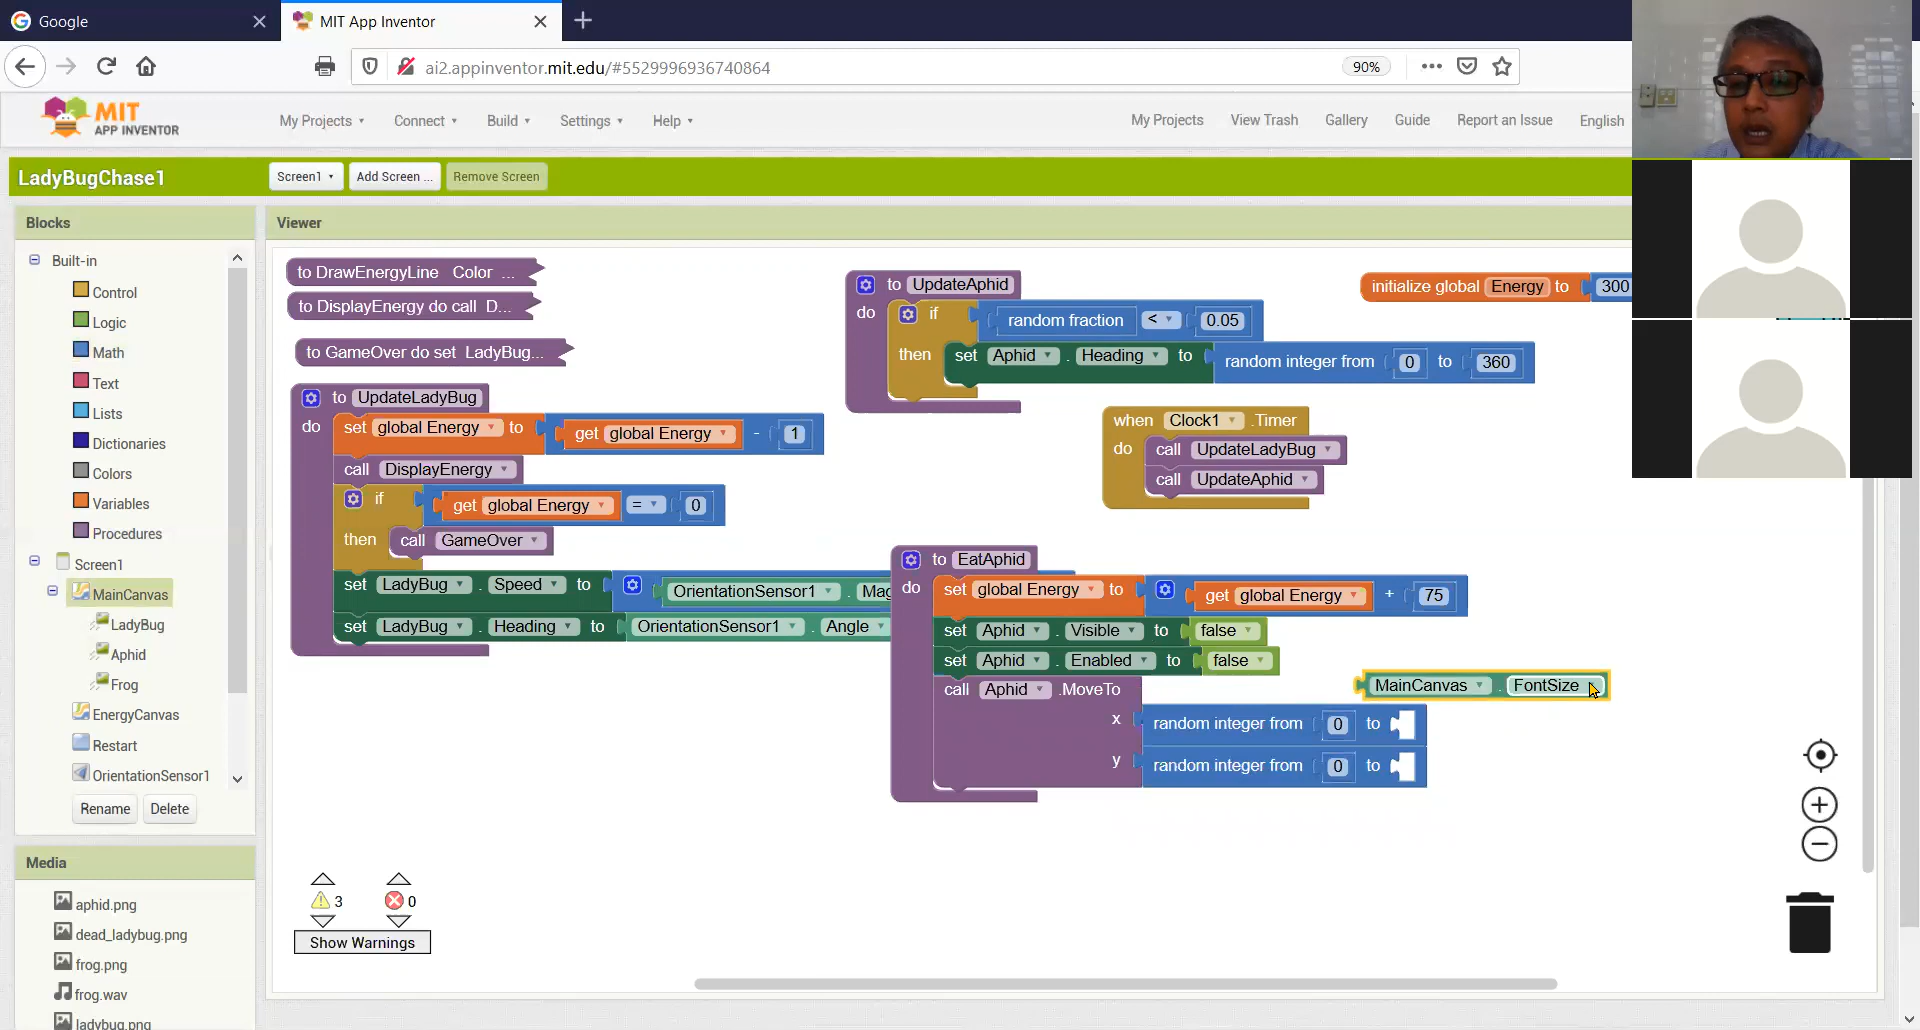 Google
MIT App Inventor
ai2.appinventor.mit.edu/#5529996936740864
90%
MIT
APP INVENTOR
My Projects
Connect
Build
Settings
Help
My Projects
View Trash
Gallery
Guide
Report an Issue
English
LadyBugChase1
Screen1
Add Screen ...
Remove Screen
Blocks
Viewer
Built-in
Control
Logic
Math
Text
Lists
Dictionaries
Colors
Variables
Procedures
Screen1
MainCanvas
LadyBug
Aphid
Frog
EnergyCanvas
Restart
OrientationSensor1
Rename
Delete
Media
aphid.png
dead_ladybug.png
frog.png
frog.wav
ladybug.png
to DrawEnergyLine Color ...
to DisplayEnergy do call D...
to GameOver do set LadyBug...
to UpdateLadyBug
do set global Energy to get global Energy - 1
call DisplayEnergy
if get global Energy = 0
then call GameOver
set LadyBug . Speed to OrientationSensor1 . Mag
set LadyBug . Heading to OrientationSensor1 . Angle
to UpdateAphid
do if random fraction < 0.05
then set Aphid . Heading to random integer from 0 to 360
initialize global Energy to 300
when Clock1 .Timer
do call UpdateLadyBug
call UpdateAphid
to EatAphid
do set global Energy to get global Energy + 75
set Aphid . Visible to false
set Aphid . Enabled to false
call Aphid .MoveTo
x random integer from 0 to
y random integer from 0 to
MainCanvas . FontSize
3
0
Show Warnings